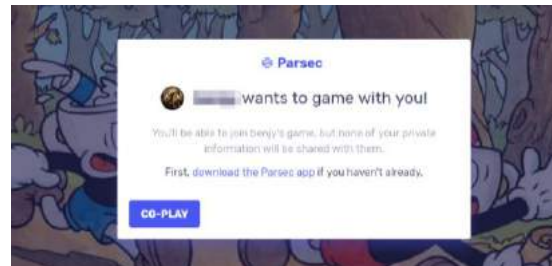 Parsec
wants to game with you!
You'll be able to join benjy's game, but none of your private
information will be shared with them.
First, download the Parsec app if you haven't already.
CO-PLAY